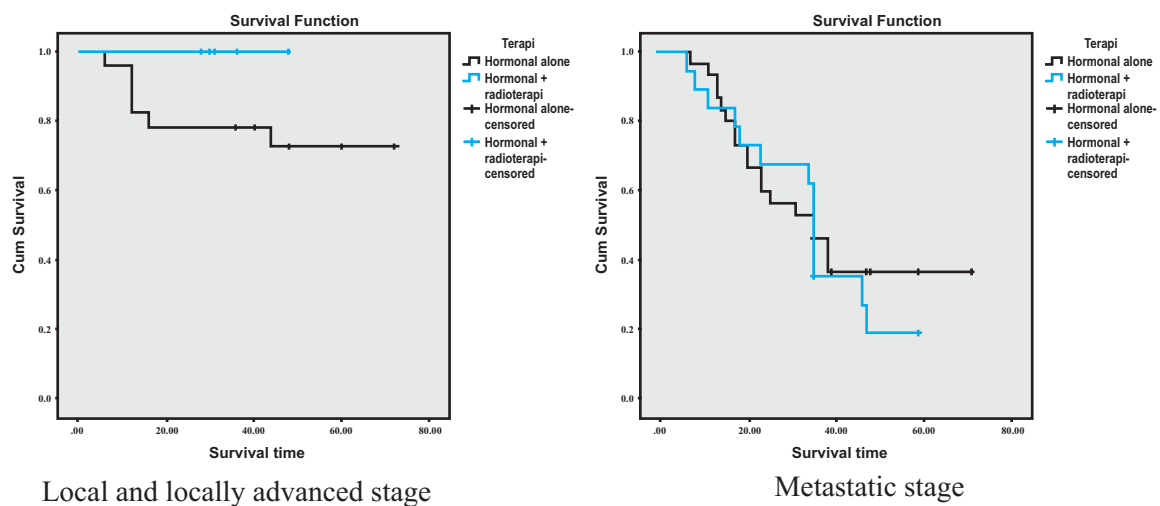 Survival Function
Cum Survival
1.0
0.8
0.6
0.4
0.2
0.0
.00 20.00 40.00 60.00 80.00
Survival time
Terapi
Hormonal alone
Hormonal +
radioterapi
Hormonal alone-
censored
Hormonal +
radioterapi-
censored
Local and locally advanced stage
Survival Function
Cum Survival
1.0
0.8
0.6
0.4
0.2
0.0
.00 20.00 40.00 60.00 80.00
Survival time
Terapi
Hormonal alone
Hormonal +
radioterapi
Hormonal alone-
censored
Hormonal +
radioterapi-
censored
Metastatic stage